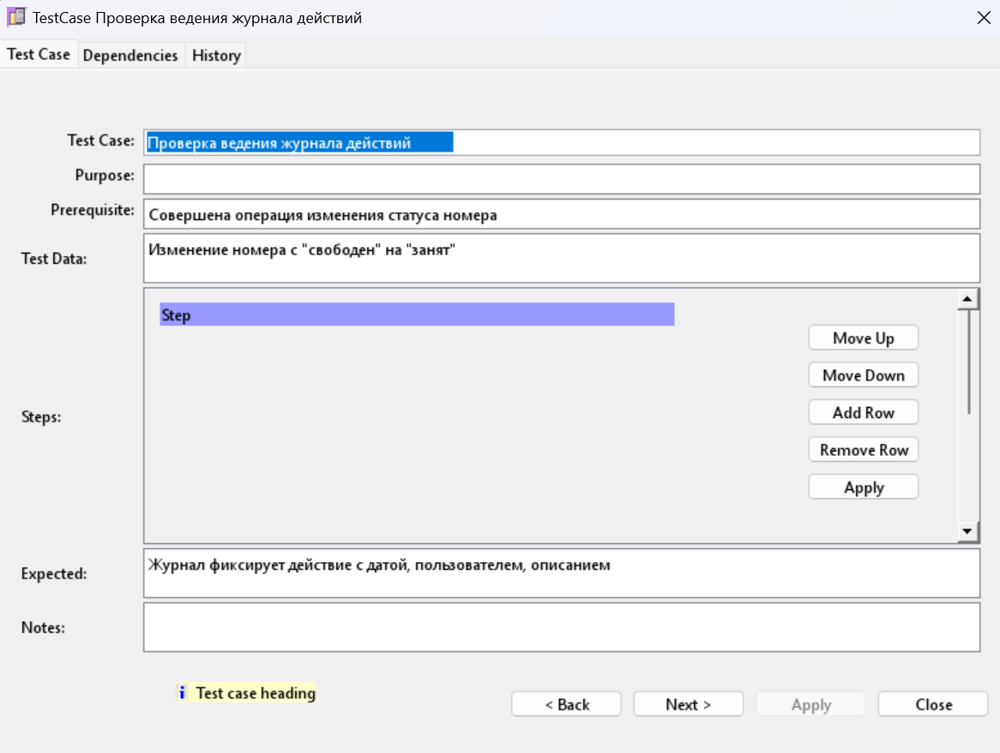 TestCase Проверка ведения журнала действий
Test Case Dependencies History
Test Case: Проверка ведения журнала действий
Purpose:
Prerequisite: Совершена операция изменения статуса номера
Test Data: Изменение номера с "свободен" на "занят"
Step
Move Up
Move Down
Add Row
Remove Row
Apply
Steps:
Expected: Журнал фиксирует действие с датой, пользователем, описанием
Notes:
Test case heading
< Back Next > Apply Close